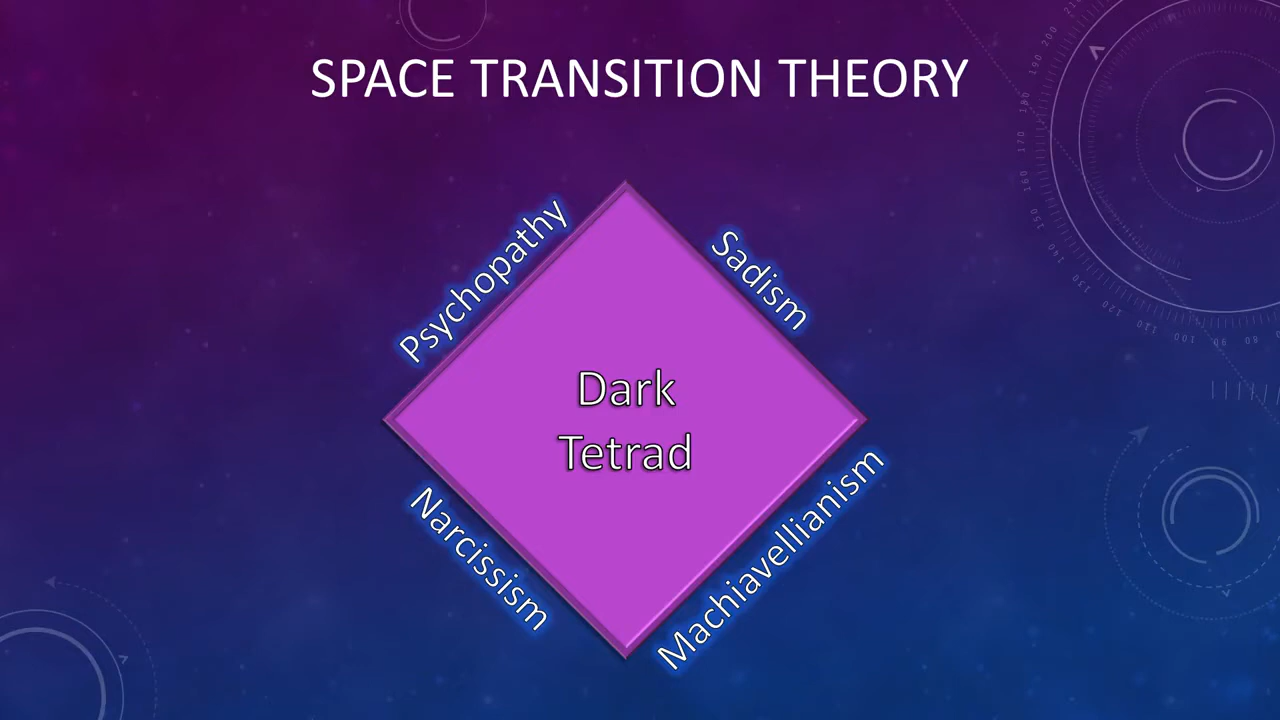 SPACE TRANSITION THEORY
Psychopathy
Sadism
Dark
Tetrad
Narcissism
Machiavellianism